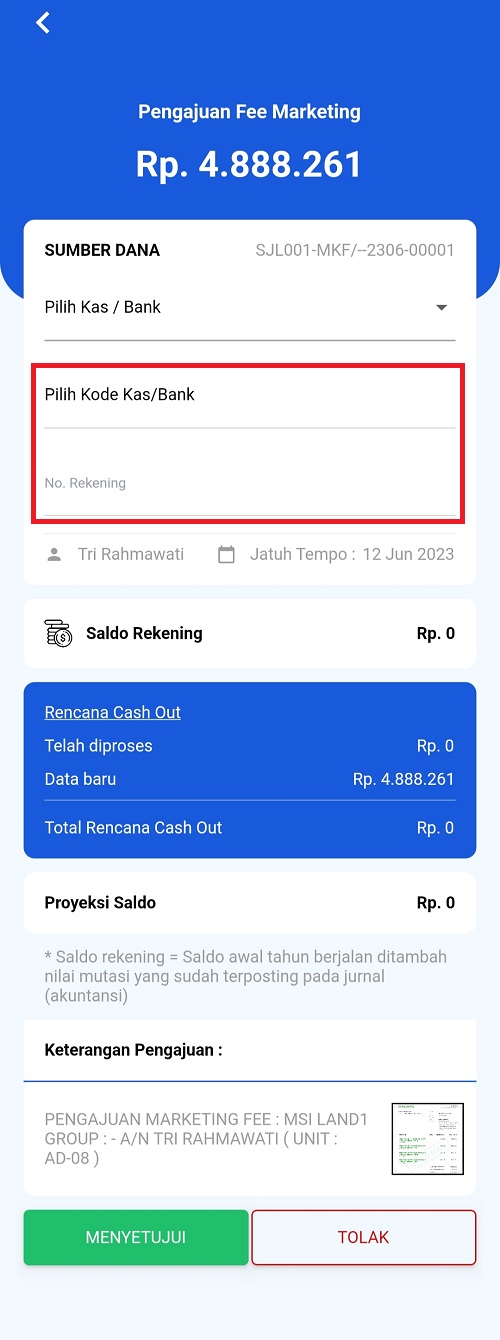 Pengajuan Fee Marketing
Rp. 4.888.261
SUMBER DANA SJL001-MKF/--2306-00001
Pilih Kas / Bank
Pilih Kode Kas/Bank
No. Rekening
Tri Rahmawati Jatuh Tempo : 12 Jun 2023
Saldo Rekening Rp. 0
Rencana Cash Out
Telah diproses Rp. 0
Data baru Rp. 4.888.261
Total Rencana Cash Out Rp. 0
Proyeksi Saldo Rp. 0
* Saldo rekening = Saldo awal tahun berjalan ditambah
nilai mutasi yang sudah terposting pada jurnal
(akuntansi)
Keterangan Pengajuan :
PENGAJUAN MARKETING FEE : MSI LAND1
GROUP : - A/N TRI RAHMAWATI ( UNIT :
AD-08 )
MENYETUJUI TOLAK